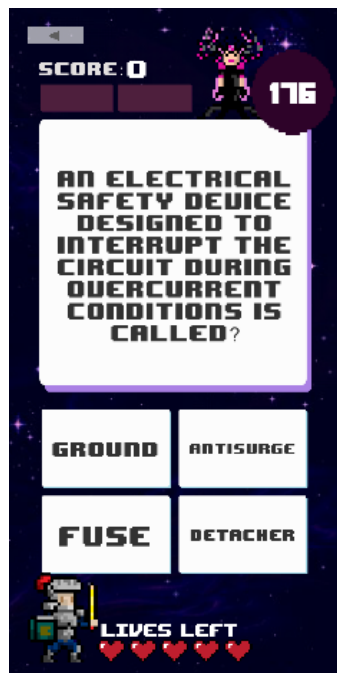 SCORE:0
176
AN ELECTRICAL
SAFETY DEVICE
DESIGNED TO
INTERRUPT THE
CIRCUIT DURING
OVERCURRENT
CONDITIONS IS
CALLED?
GROUND
ANTISURGE
FUSE
DETACHER
LIVES LEFT